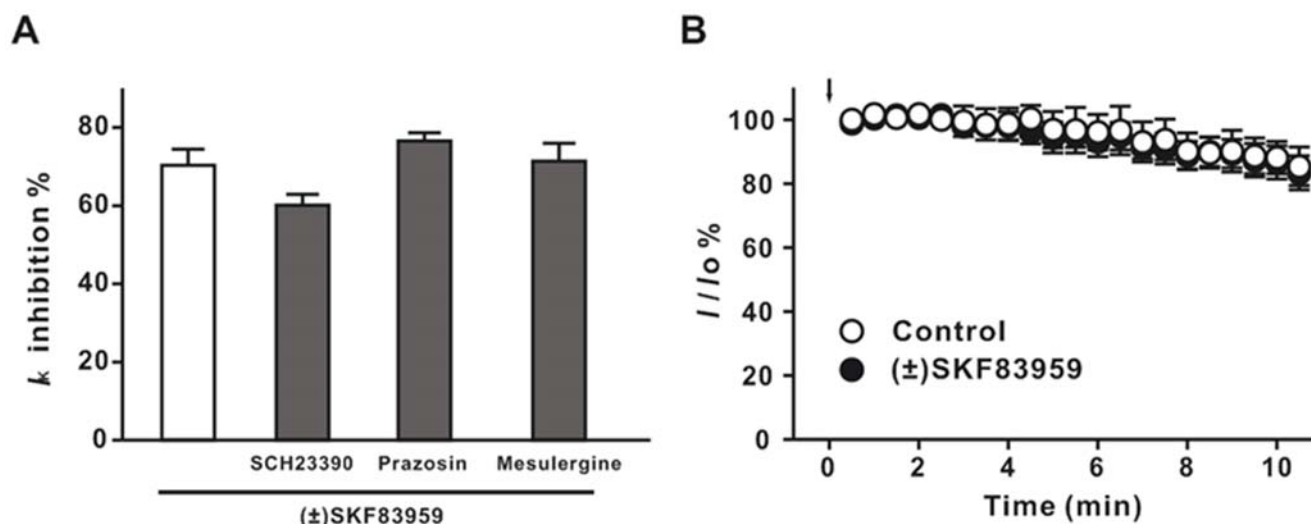 A
B
IK inhibition %
80
60
40
20
0
SCH23390 Prazosin Mesulergine
(±)SKF83959
I / Io %
100
80
60
40
20
0
Control
(±)SKF83959
0 2 4 6 8 10
Time (min)